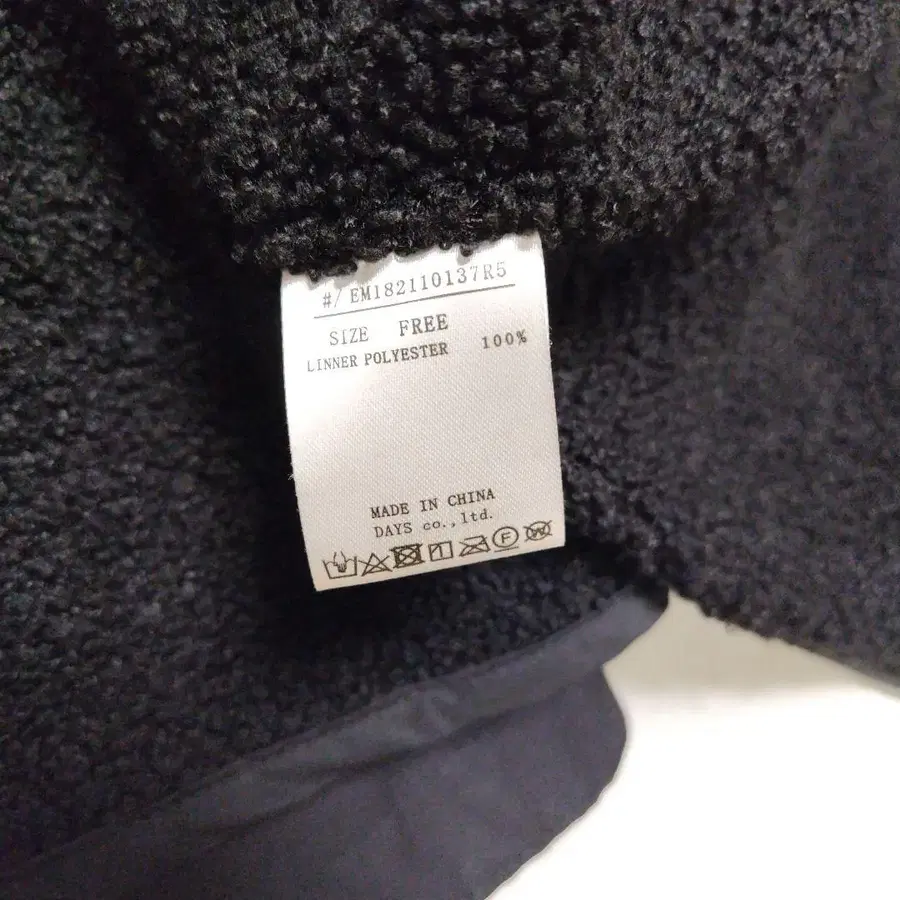 #/ EM182110137R5
SIZE FREE
LINNER POLYESTER 100%
MADE IN CHINA
DAYS co.,ltd.
F W